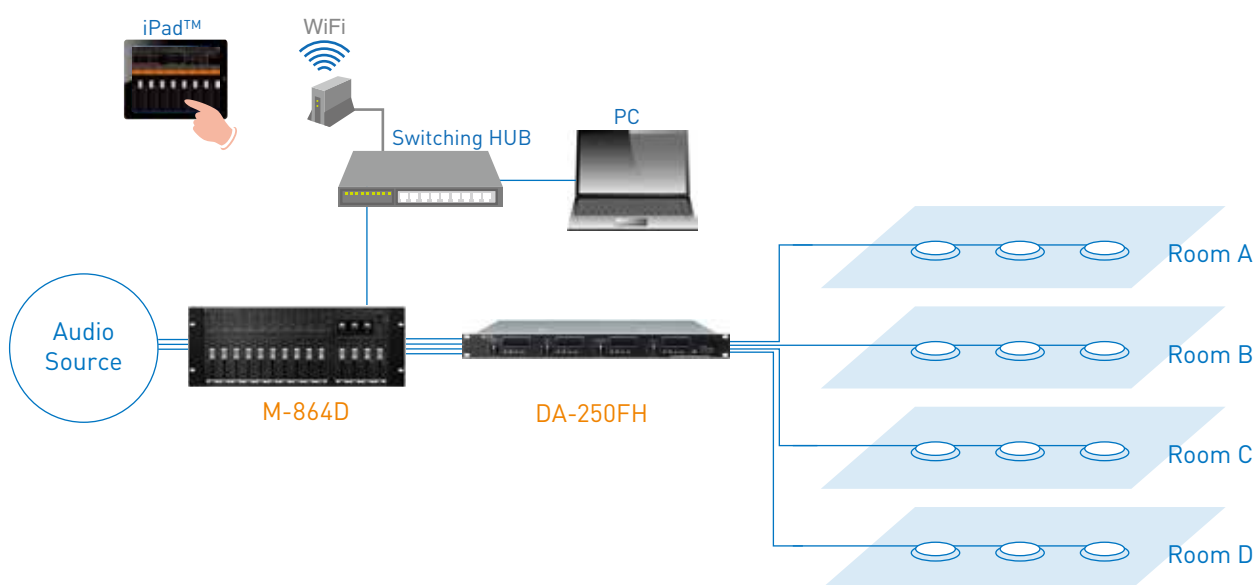 iPad™
WiFi
Switching HUB
PC
Audio
Source
M-864D
DA-250FH
Room A
Room B
Room C
Room D